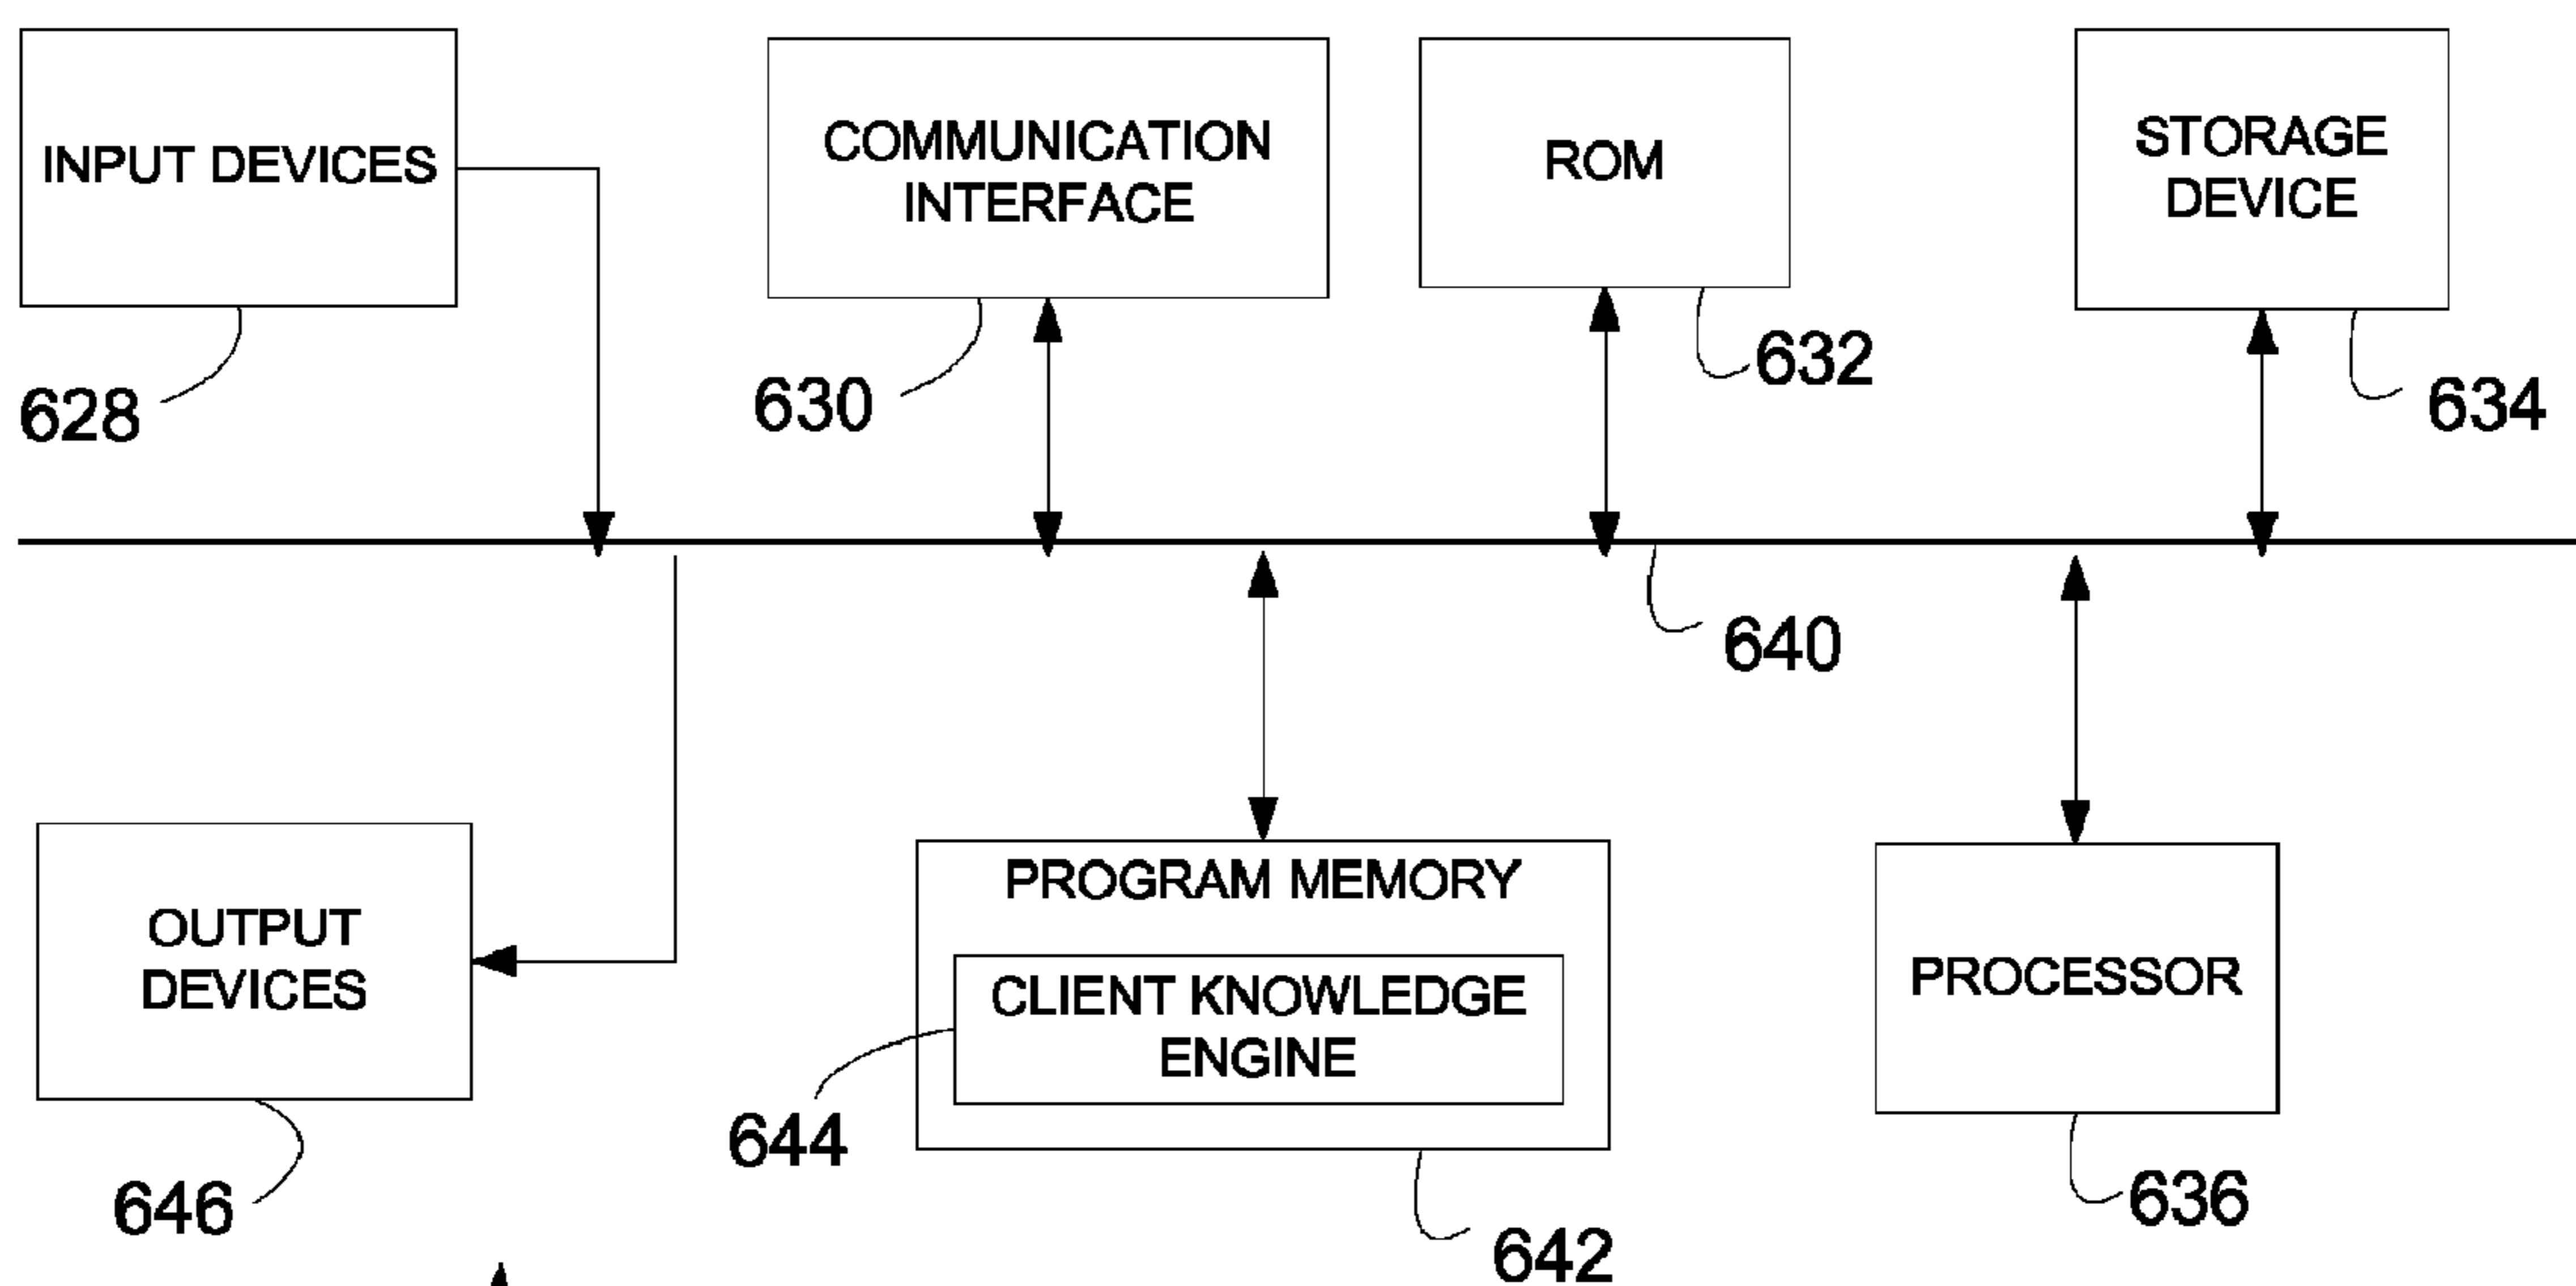 INPUT DEVICES
COMMUNICATION
INTERFACE
ROM
STORAGE
DEVICE
628
630
632
634
640
OUTPUT
DEVICES
PROGRAM MEMORY
CLIENT KNOWLEDGE
ENGINE
PROCESSOR
646
644
642
636